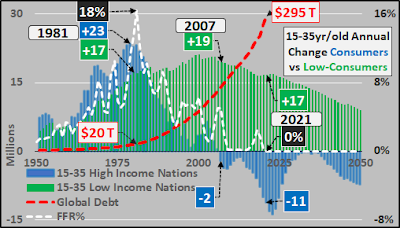 30
18%
1981
+23
+17
2007
+19
$295 T
16%
15-35yr/old Annual
Change Consumers
vs Low-Consumers
15
8%
$20 T
+17
2021
0%
Millions
0
1950
1975
2000
2025
2050
0%
15-35 High Income Nations
15-35 Low Income Nations
Global Debt
FFR%
-2
-11
-15
-8%